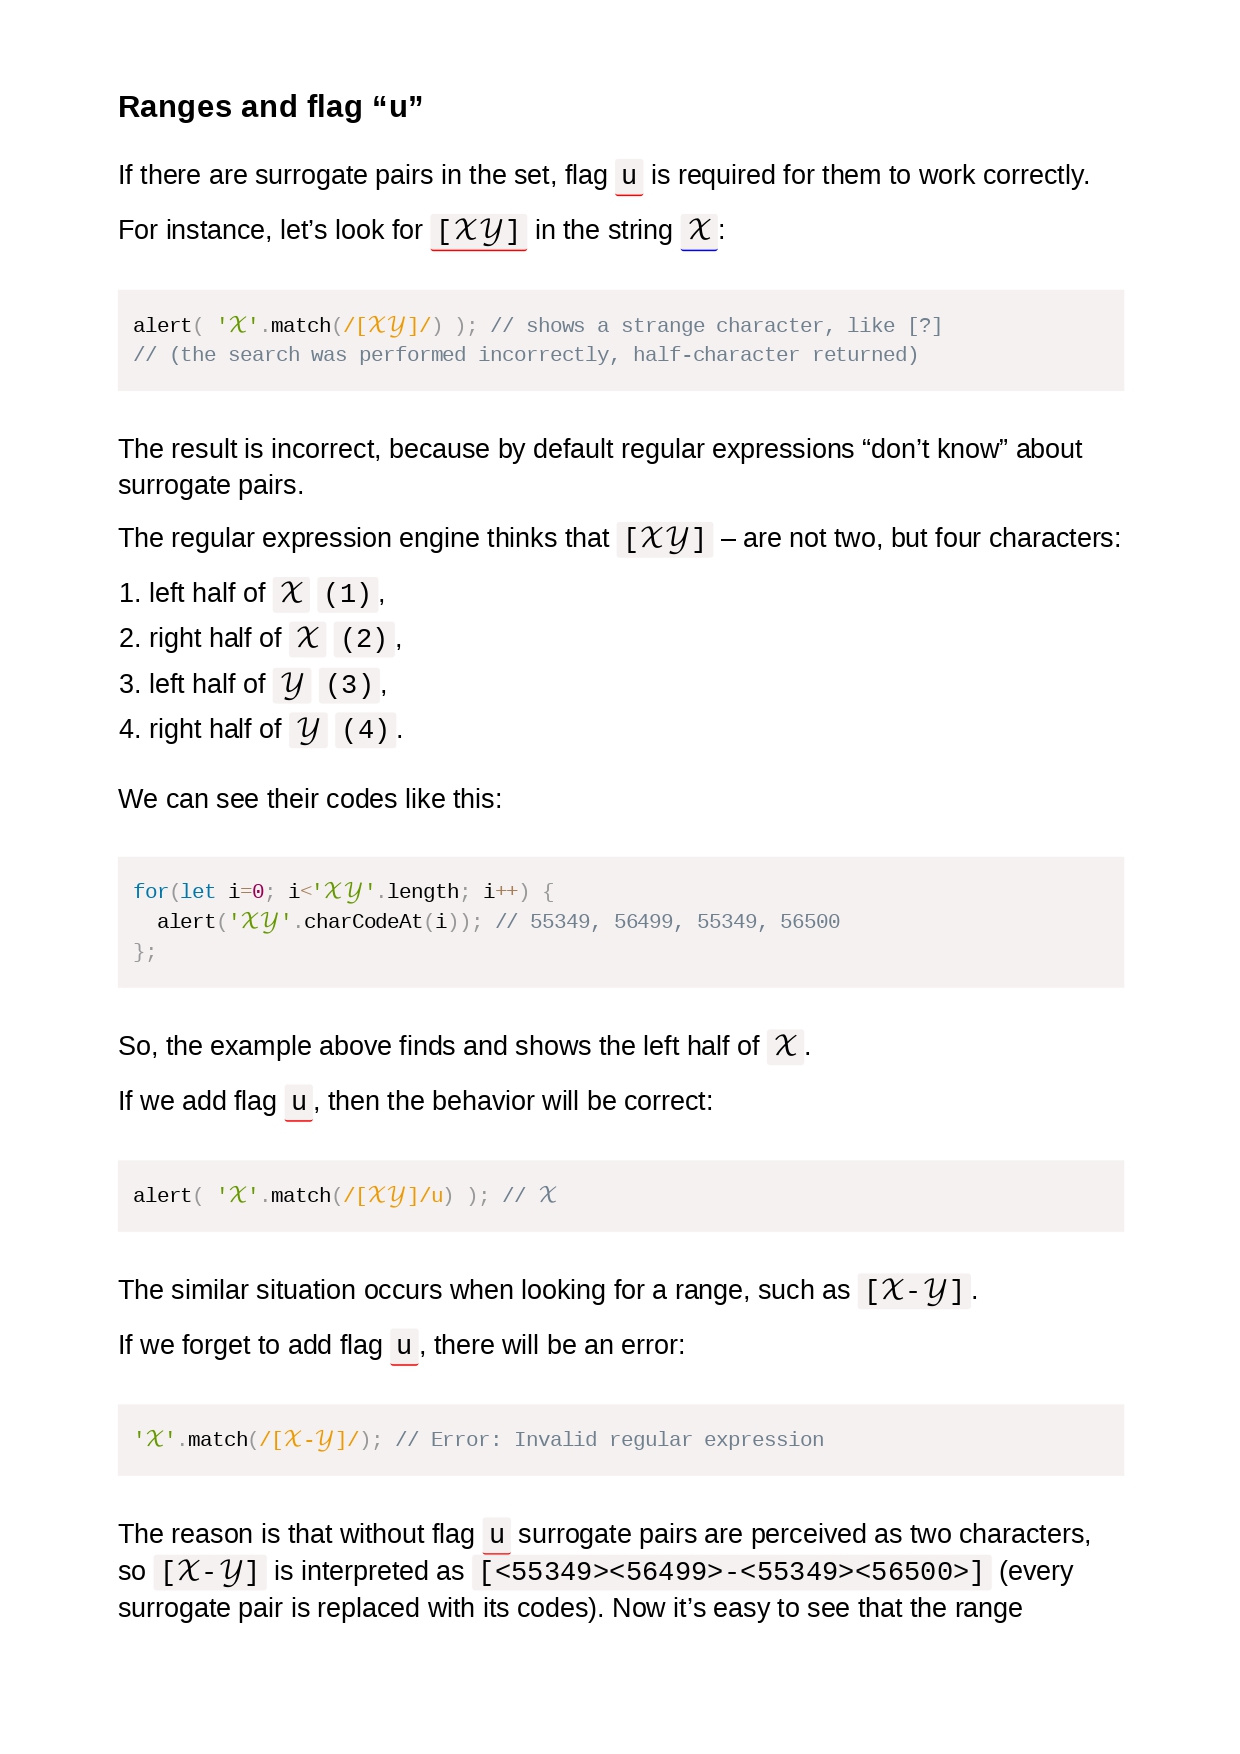 Ranges and flag “u”
If there are surrogate pairs in the set, flag u is required for them to work correctly.
For instance, let’s look for [𝒳𝒴] in the string 𝒳:
alert( '𝒳'.match(/[𝒳𝒴]/) ); // shows a strange character, like [?]
// (the search was performed incorrectly, half-character returned)
The result is incorrect, because by default regular expressions “don’t know” about
surrogate pairs.
The regular expression engine thinks that [𝒳𝒴] – are not two, but four characters:
1. left half of 𝒳 (1),
2. right half of 𝒳 (2),
3. left half of 𝒴 (3),
4. right half of 𝒴 (4).
We can see their codes like this:
for(let i=0; i<'𝒳𝒴'.length; i++) {
  alert('𝒳𝒴'.charCodeAt(i)); // 55349, 56499, 55349, 56500
};
So, the example above finds and shows the left half of 𝒳.
If we add flag u, then the behavior will be correct:
alert( '𝒳'.match(/[𝒳𝒴]/u) ); // 𝒳
The similar situation occurs when looking for a range, such as [𝒳-𝒴].
If we forget to add flag u, there will be an error:
'𝒳'.match(/[𝒳-𝒴]/); // Error: Invalid regular expression
The reason is that without flag u surrogate pairs are perceived as two characters,
so [𝒳-𝒴] is interpreted as [<55349><56499>-<55349><56500>] (every
surrogate pair is replaced with its codes). Now it’s easy to see that the range